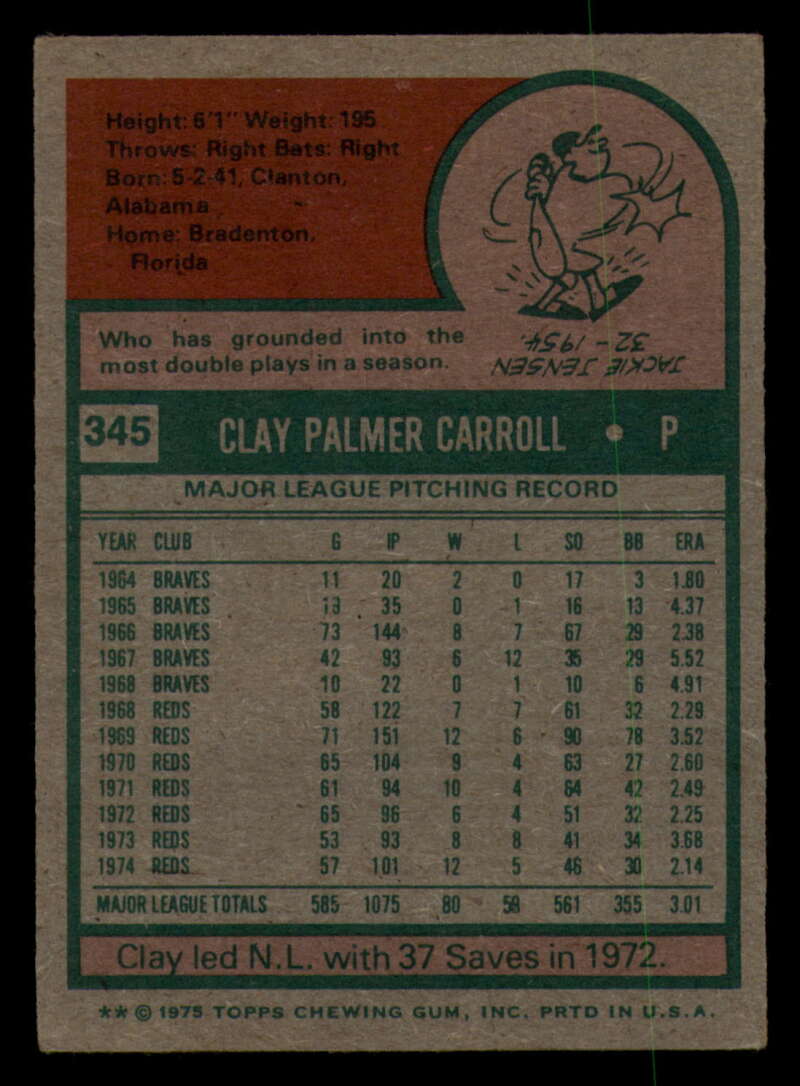 Height: 6'1" Weight: 195
Throws: Right Bats: Right
Born: 5-2-41, Clanton,
Alabama
Home: Bradenton,
Florida
Who has grounded into the
most double plays in a season.
JACKIE JENSEN
32 - 1954.
345 CLAY PALMER CARROLL • P
MAJOR LEAGUE PITCHING RECORD
YEAR CLUB G IP W L SO BB ERA
1964 BRAVES 11 20 2 0 17 3 1.80
1965 BRAVES 19 35 0 1 16 13 4.37
1966 BRAVES 73 144 8 7 67 29 2.38
1967 BRAVES 42 93 6 12 35 29 5.52
1968 BRAVES 10 22 0 1 10 6 4.91
1968 REDS 58 122 7 7 61 32 2.29
1969 REDS 71 151 12 6 90 78 3.52
1970 REDS 65 104 9 4 63 27 2.60
1971 REDS 61 94 10 4 64 42 2.49
1972 REDS 65 96 6 4 51 32 2.25
1973 REDS 53 93 8 8 41 34 3.68
1974 REDS 57 101 12 5 46 30 2.14
MAJOR LEAGUE TOTALS 585 1075 80 59 561 355 3.01
Clay led N.L. with 37 Saves in 1972.
** © 1975 TOPPS CHEWING GUM, INC. PRTD IN U.S.A.